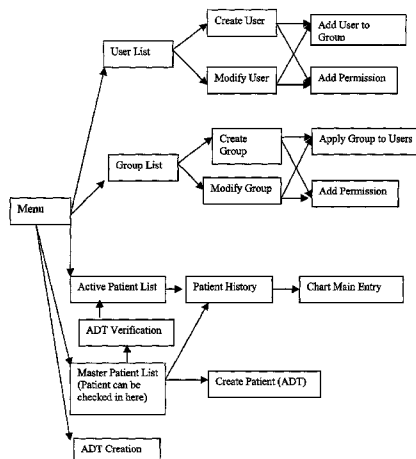 Create User
Add User to
Group
User List
Modify User
Add Permission
Create
Group
Apply Group to Users
Group List
Modify Group
Add Permission
Menu
Active Patient List
Patient History
Chart Main Entry
ADT Verification
Master Patient List
(Patient can be
checked in here)
Create Patient (ADT)
ADT Creation